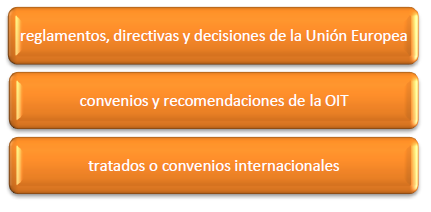 reglamentos, directivas y decisiones de la Unión Europea
convenios y recomendaciones de la OIT
tratados o convenios internacionales